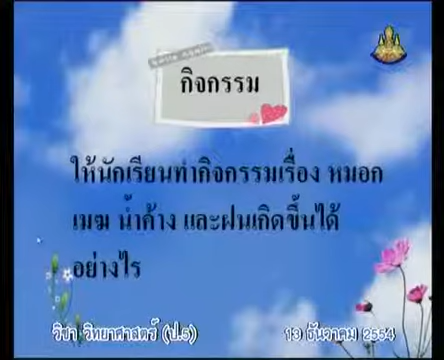 กิจกรรม
ให้นักเรียนทำกิจกรรมเรื่อง หมอก
เมฆ น้ำค้าง และฝนเกิดขึ้นได้
อย่างไร
วิชา วิทยาศาสตร์ (ป.5)
13 ธันวาคม 2554